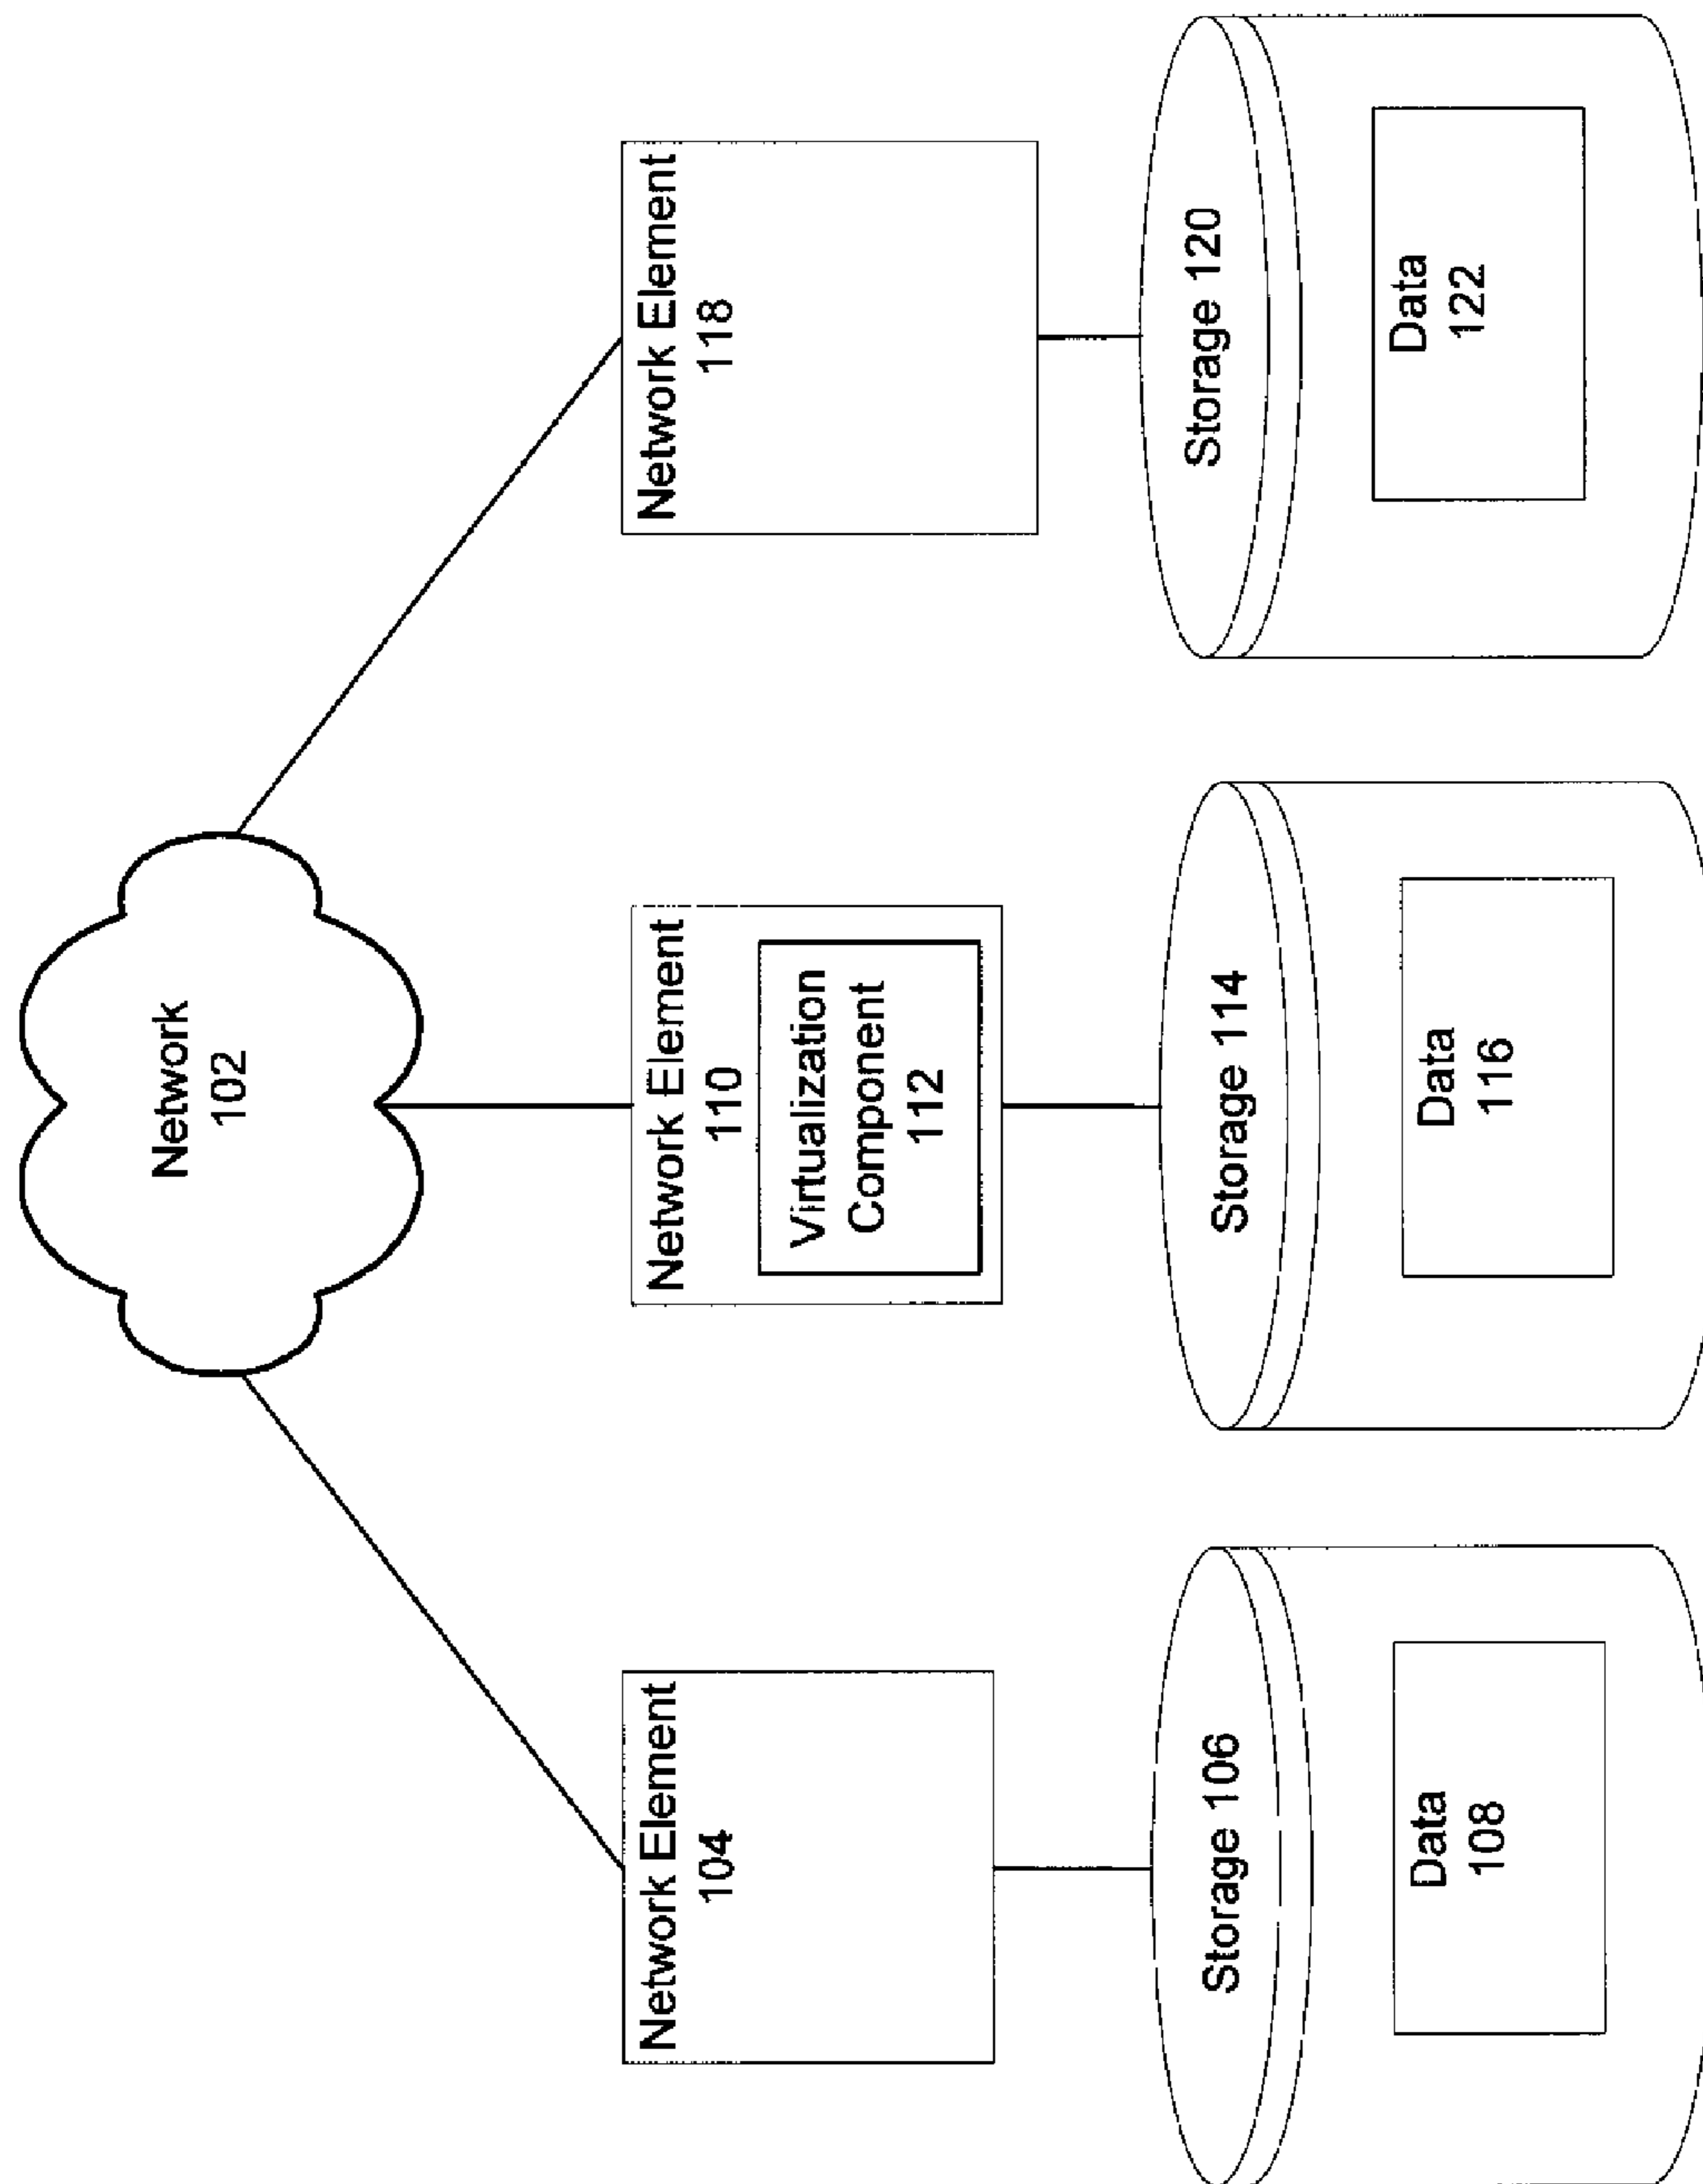 Network
102
Network Element
104
Network Element
110
Virtualization
Component
112
Network Element
118
Storage 106
Data
108
Storage 114
Data
116
Storage 120
Data
122